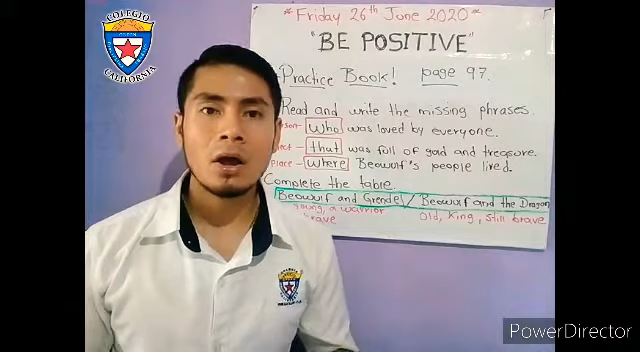 COLEGIO
CALIFORNIA
* Friday 26th June 2020 *
"BE POSITIVE"
Practice Book! page 97.
Read and write the missing phrases.
who was loved by everyone.
that was full of gold and treasure.
place - where Beowulf's people lived.
Complete the table.
Beowulf and Grendel / Beowulf and the Dragon
young, a warrior
brave
Old, King, still brave
PowerDirector